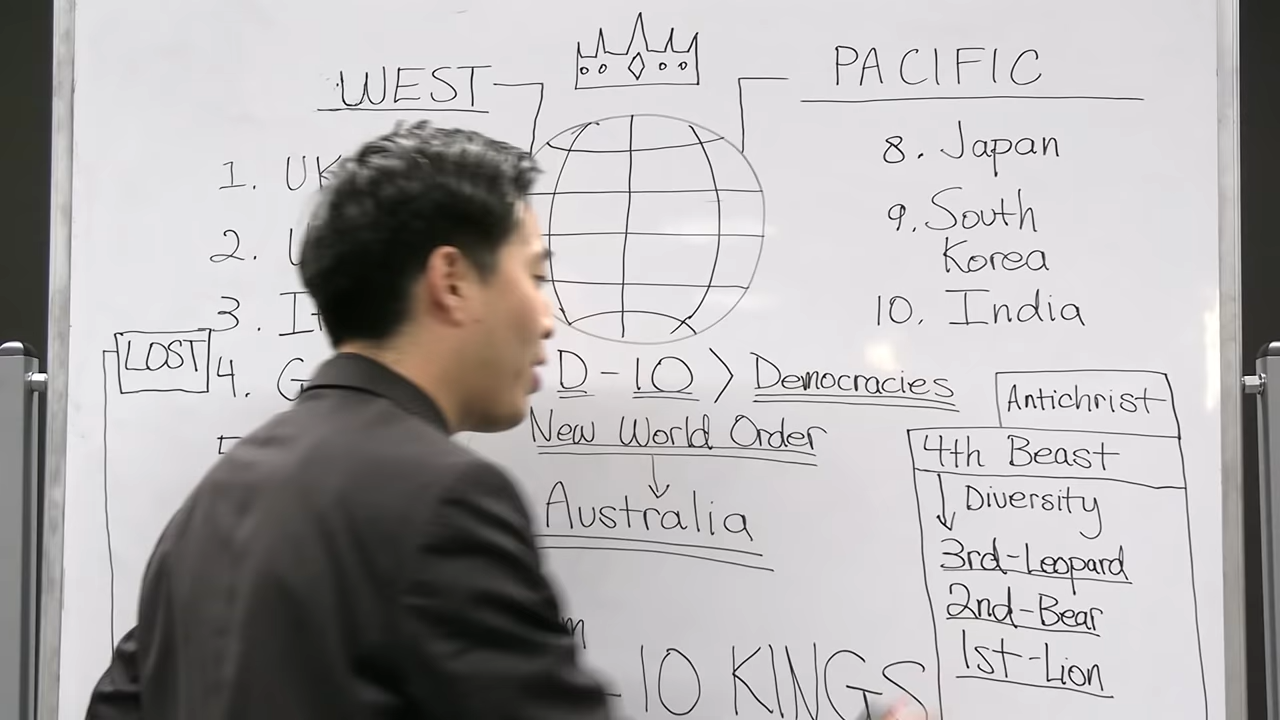 WEST
1. UK
2.
3.
LOST
4.
PACIFIC
8. Japan
9. South
Korea
10. India
D-10 > Democracies
New World Order
Australia
10 KINGS
Antichrist
4th Beast
Diversity
3rd-Leopard
2nd-Bear
1st-Lion